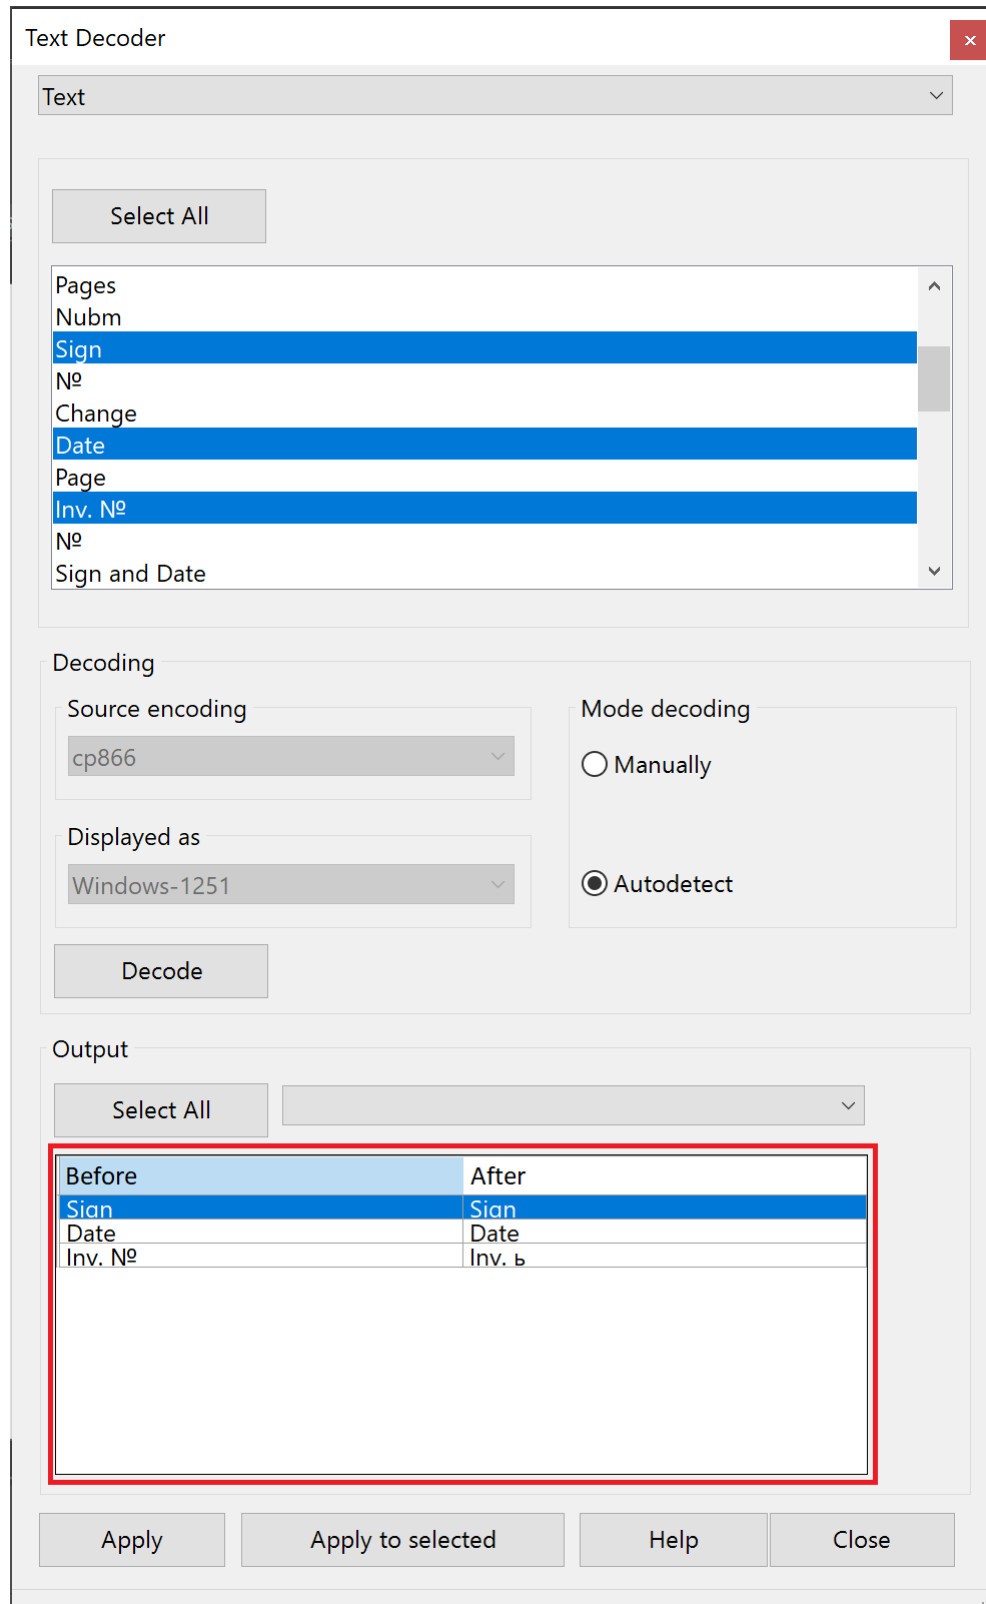 Text Decoder
Text
Select All
Pages
Nubm
Sign
№
Change
Date
Page
Inv. №
№
Sign and Date
Decoding
Source encoding
cp866
Displayed as
Windows-1251
Mode decoding
Manually
Autodetect
Decode
Output
Select All
Before After
Sign Sign
Date Date
Inv. № Inv. ь
Apply Apply to selected Help Close